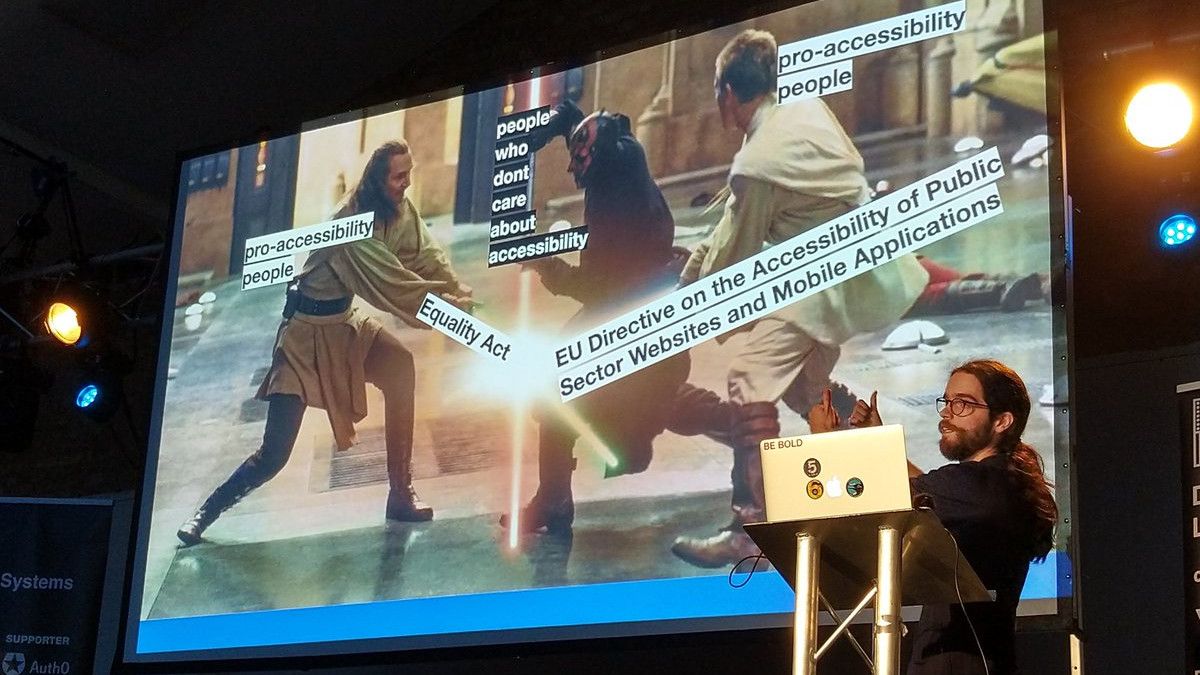 pro-accessibility
people
people
who
dont
care
about
accessibility
pro-accessibility
people
Equality Act
EU Directive on the Accessibility of Public
Sector Websites and Mobile Applications
BE BOLD
5
Systems
SUPPORTER
Auth0